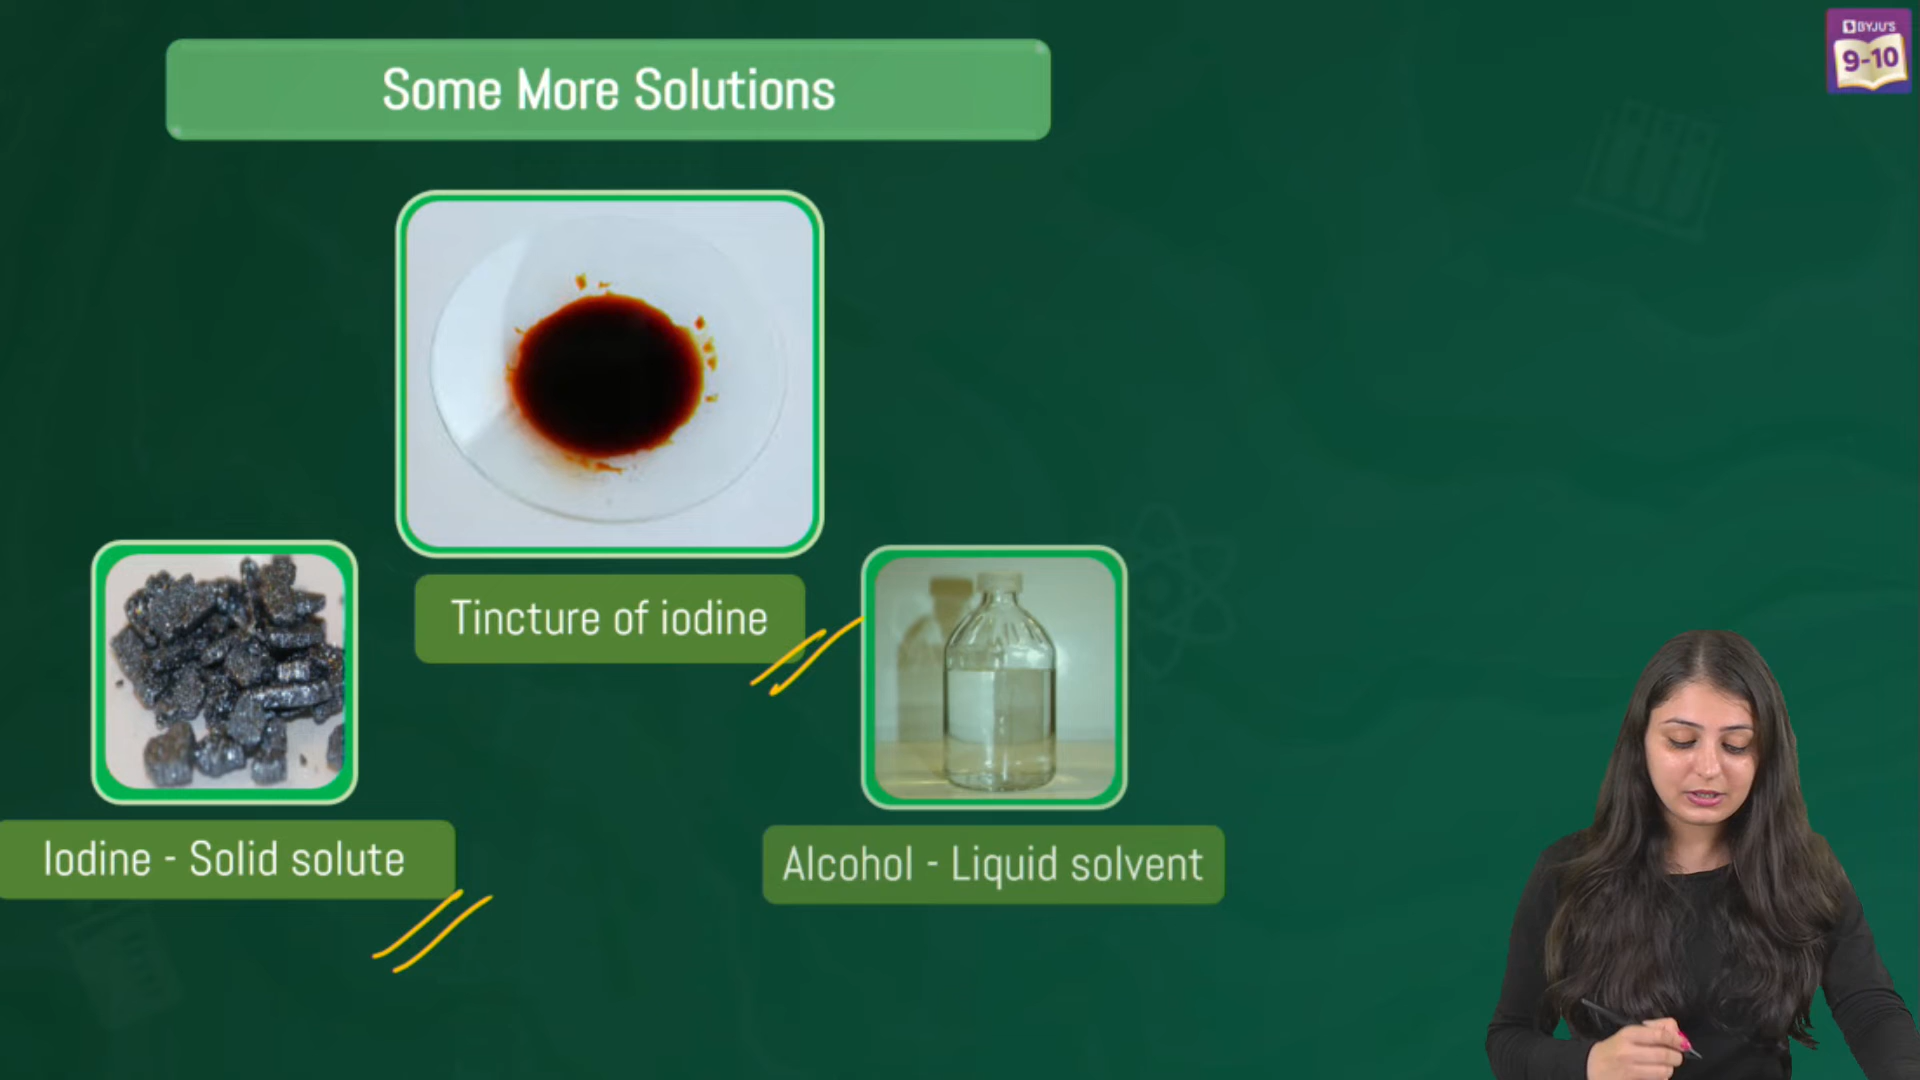 Some More Solutions
BYJU'S
9-10
Tincture of iodine
Iodine - Solid solute
Alcohol - Liquid solvent